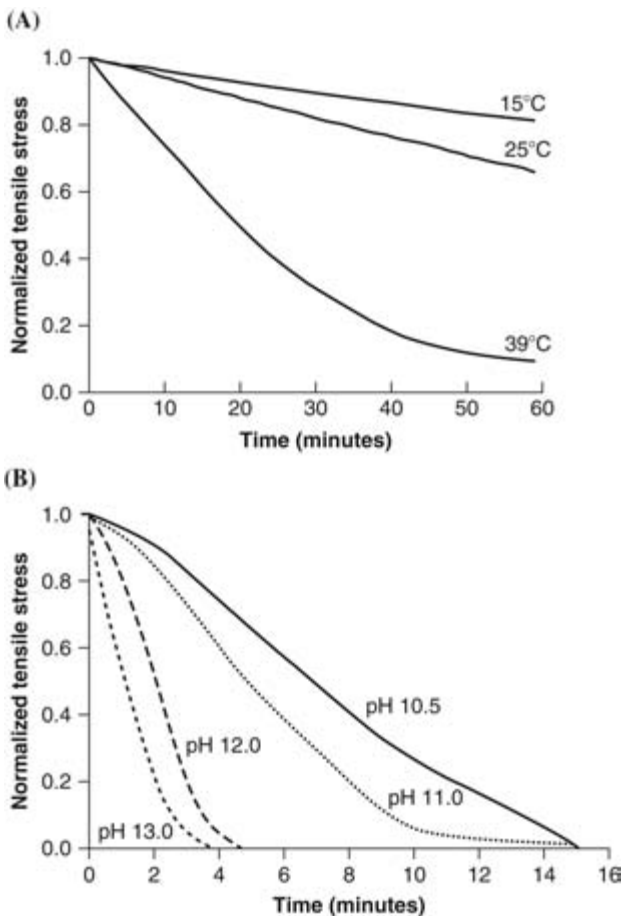 (A)
Normalized tensile stress
1.0
0.8
0.6
0.4
0.2
0.0
15°C
25°C
39°C
0 10 20 30 40 50 60
Time (minutes)
(B)
Normalized tensile stress
1.0
0.8
0.6
0.4
0.2
0.0
pH 10.5
pH 12.0
pH 11.0
pH 13.0
0 2 4 6 8 10 12 14 16
Time (minutes)